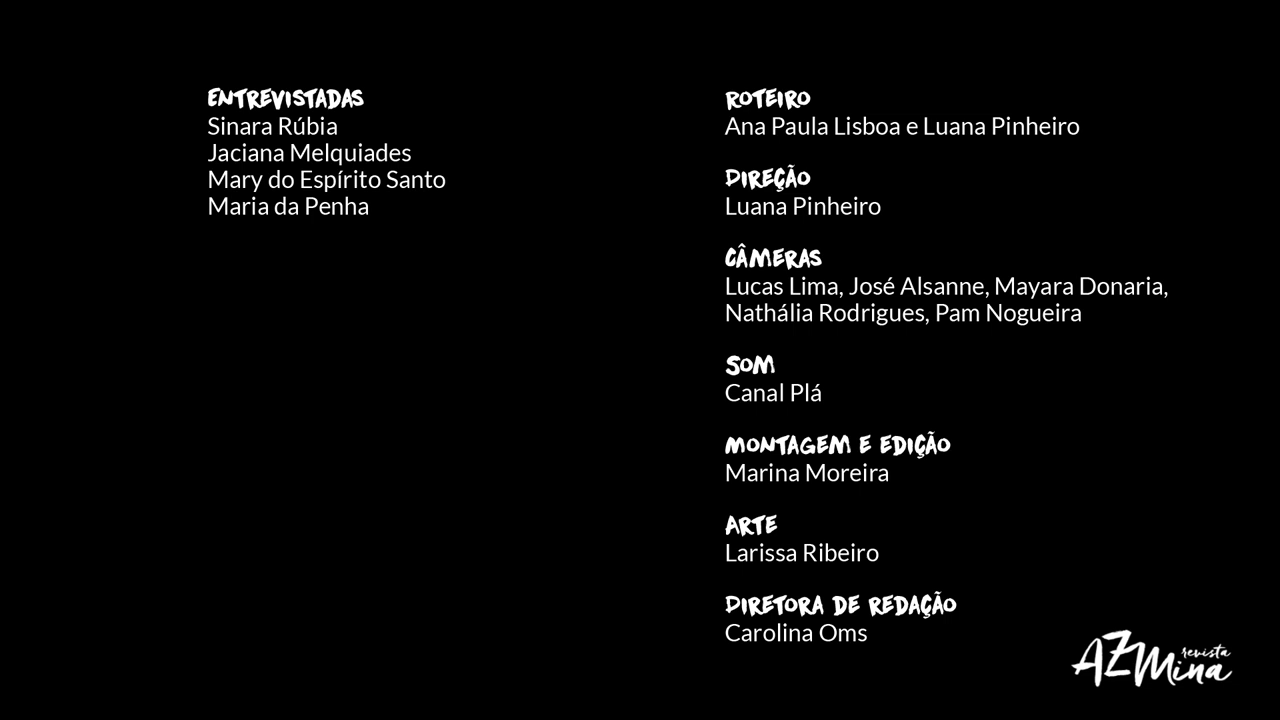 ENTREVISTADAS
Sinara Rúbia
Jaciana Melquiades
Mary do Espírito Santo
Maria da Penha
ROTEIRO
Ana Paula Lisboa e Luana Pinheiro
DIREÇÃO
Luana Pinheiro
CÂMERAS
Lucas Lima, José Alsanne, Mayara Donaria,
Nathália Rodrigues, Pam Nogueira
SOM
Canal Plá
MONTAGEM E EDIÇÃO
Marina Moreira
ARTE
Larissa Ribeiro
DIRETORA DE REDAÇÃO
Carolina Oms
revista
AZMina